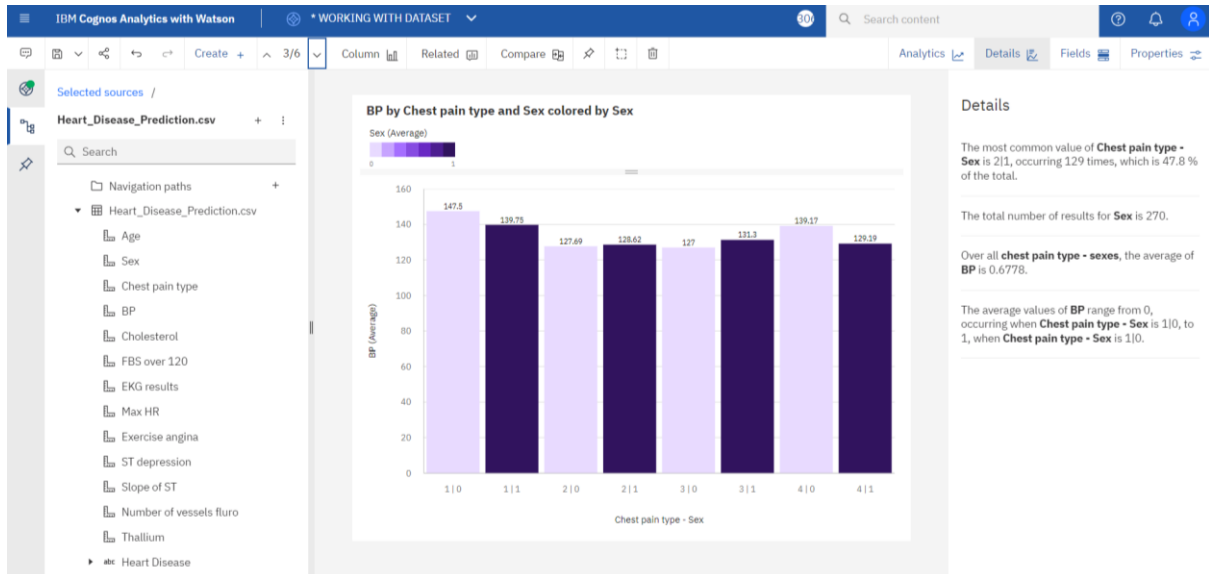 IBM Cognos Analytics with Watson
* WORKING WITH DATASET
30
Search content
Create +
3/6
Column
Related
Compare
Analytics
Details
Fields
Properties
Selected sources /
Heart_Disease_Prediction.csv
Search
Navigation paths
Heart_Disease_Prediction.csv
Age
Sex
Chest pain type
BP
Cholesterol
FBS over 120
EKG results
Max HR
Exercise angina
ST depression
Slope of ST
Number of vessels fluro
Thallium
abc Heart Disease
BP by Chest pain type and Sex colored by Sex
Sex (Average)
0 1
160
140
120
100
80
60
40
20
0
BP (Average)
147.5
139.75
127.69
128.62
127
131.3
139.17
129.19
1|0 1|1 2|0 2|1 3|0 3|1 4|0 4|1
Chest pain type - Sex
Details
The most common value of Chest pain type -
Sex is 2|1, occurring 129 times, which is 47.8 %
of the total.
The total number of results for Sex is 270.
Over all chest pain type - sexes, the average of
BP is 0.6778.
The average values of BP range from 0,
occurring when Chest pain type - Sex is 1|0, to
1, when Chest pain type - Sex is 1|0.